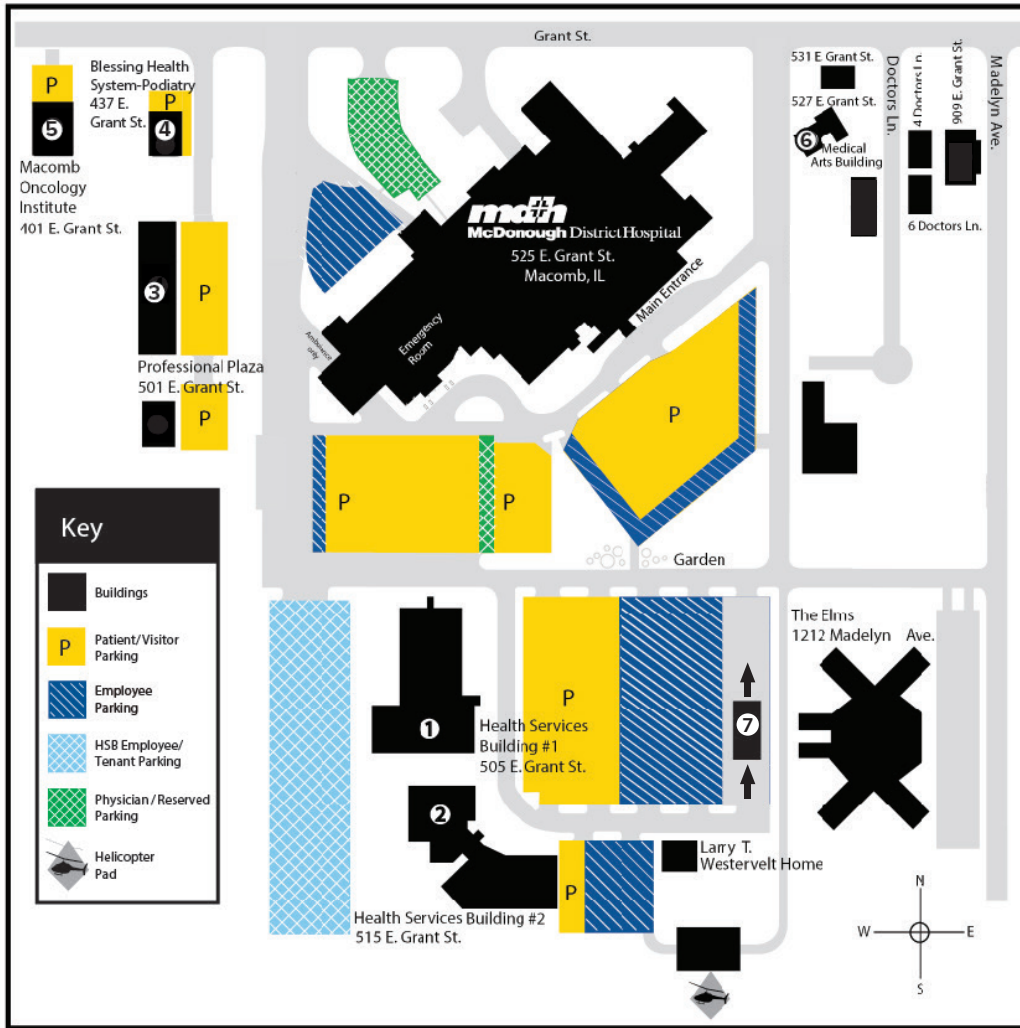 Grant St.
Blessing Health
System-Podiatry
437 E.
Grant St.
P
P
5
4
Macomb
Oncology
Institute
401 E. Grant St.
531 E. Grant St.
527 E. Grant St.
6
Medical
Arts Building
Doctors Ln.
4 Doctors Ln.
909 E. Grant St.
Madelyn Ave.
6 Doctors Ln.
mdh
McDonough District Hospital
525 E. Grant St.
Macomb, IL
Main Entrance
Emergency
Room
Ambulance
only
3
P
Professional Plaza
501 E. Grant St.
P
P
P
P
Garden
Key
Buildings
P
Patient/Visitor
Parking
Employee
Parking
HSB Employee/
Tenant Parking
Physician/Reserved
Parking
Helicopter
Pad
1
Health Services
Building #1
505 E. Grant St.
P
7
The Elms
1212 Madelyn Ave.
2
Health Services Building #2
515 E. Grant St.
P
Larry T.
Westervelt Home
N
W
E
S